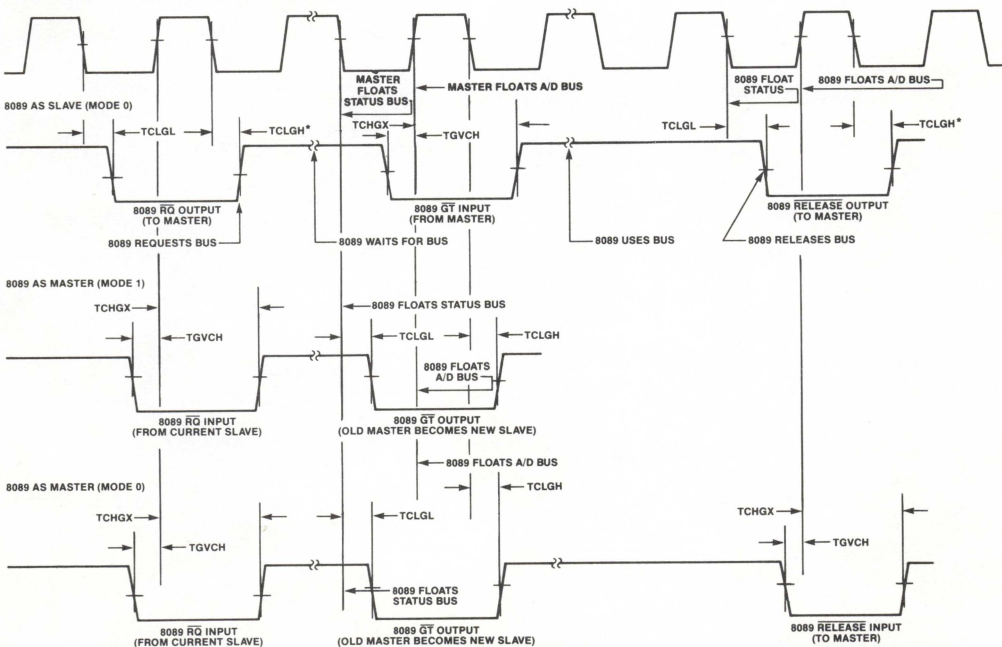 MASTER
FLOATS
STATUS BUS
MASTER FLOATS A/D BUS
8089 FLOAT
STATUS
8089 FLOATS A/D BUS
8089 AS SLAVE (MODE 0)
TCLGL
TCLGH*
TCHGX
TGVCH
TCLGL
TCLGH*
8089 RQ OUTPUT
(TO MASTER)
8089 GT INPUT
(FROM MASTER)
8089 RELEASE OUTPUT
(TO MASTER)
8089 REQUESTS BUS
8089 WAITS FOR BUS
8089 USES BUS
8089 RELEASES BUS
8089 AS MASTER (MODE 1)
TCHGX
TGVCH
8089 FLOATS STATUS BUS
TCLGL
TCLGH
8089 FLOATS
A/D BUS
8089 RQ INPUT
(FROM CURRENT SLAVE)
8089 GT OUTPUT
(OLD MASTER BECOMES NEW SLAVE)
8089 FLOATS A/D BUS
8089 AS MASTER (MODE 0)
TCHGX
TGVCH
TCLGL
TCLGH
TCHGX
TGVCH
8089 FLOATS
STATUS BUS
8089 RQ INPUT
(FROM CURRENT SLAVE)
8089 GT OUTPUT
(OLD MASTER BECOMES NEW SLAVE)
8089 RELEASE INPUT
(TO MASTER)